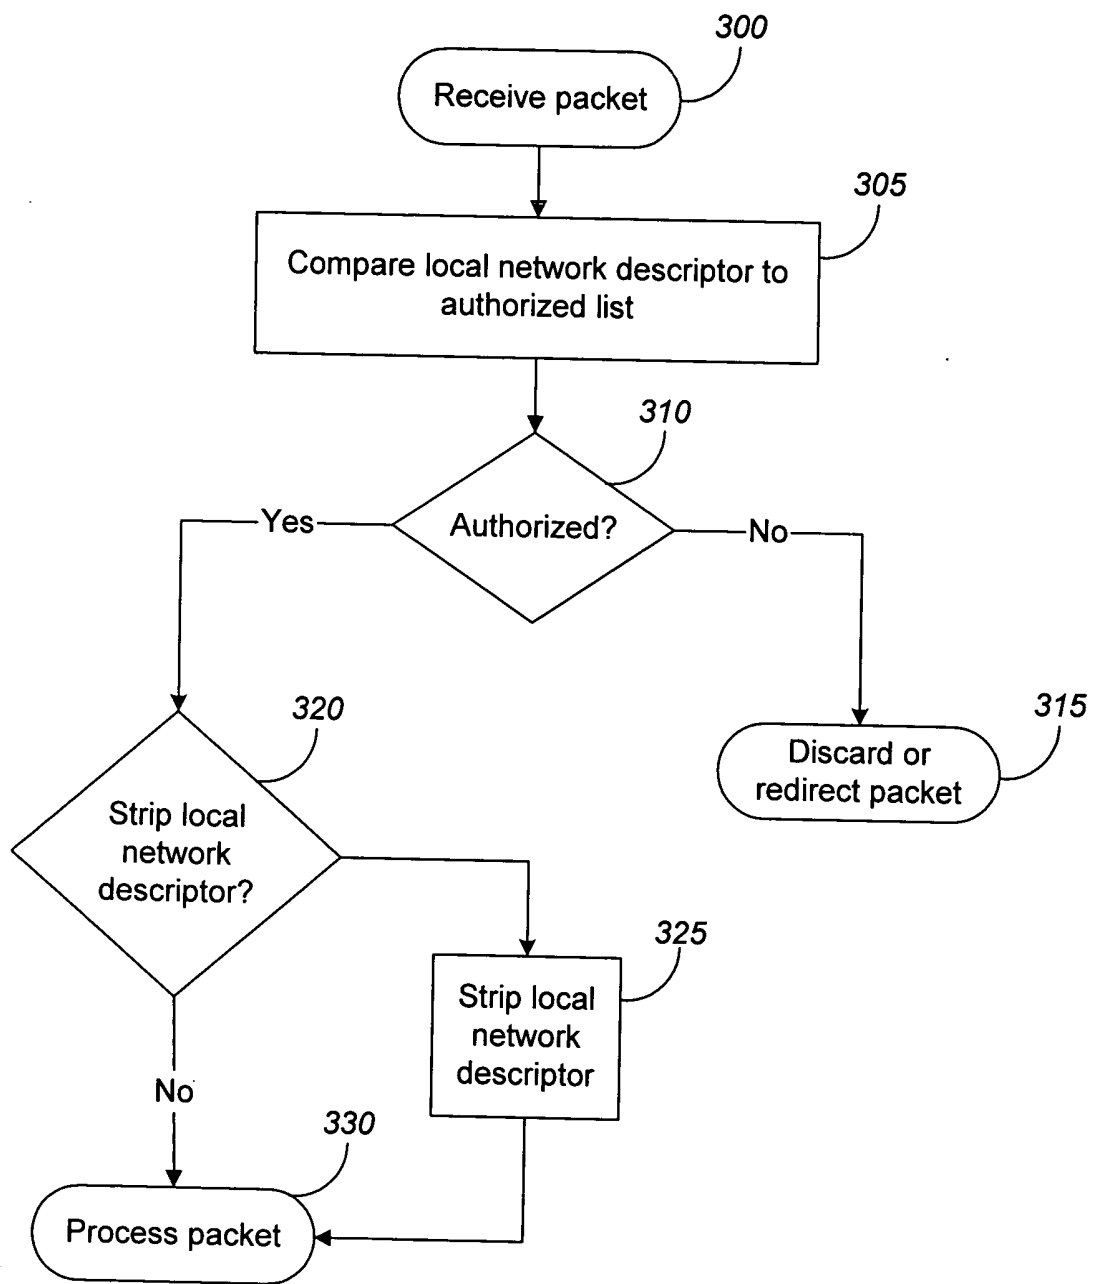 300
Receive packet
305
Compare local network descriptor to
authorized list
310
Authorized?
Yes
No
320
Strip local
network
descriptor?
315
Discard or
redirect packet
325
Strip local
network
descriptor
No
330
Process packet